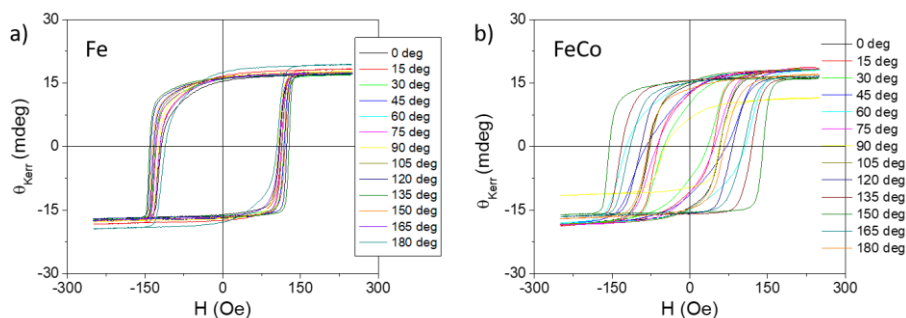 a)
Fe
θKerr (mdeg)
30
15
0
-15
-30
-300
-150
0
150
300
H (Oe)
0 deg
15 deg
30 deg
45 deg
60 deg
75 deg
90 deg
105 deg
120 deg
135 deg
150 deg
165 deg
180 deg
b)
FeCo
θKerr (mdeg)
30
15
0
-15
-30
-300
-150
0
150
300
H (Oe)
0 deg
15 deg
30 deg
45 deg
60 deg
75 deg
90 deg
105 deg
120 deg
135 deg
150 deg
165 deg
180 deg